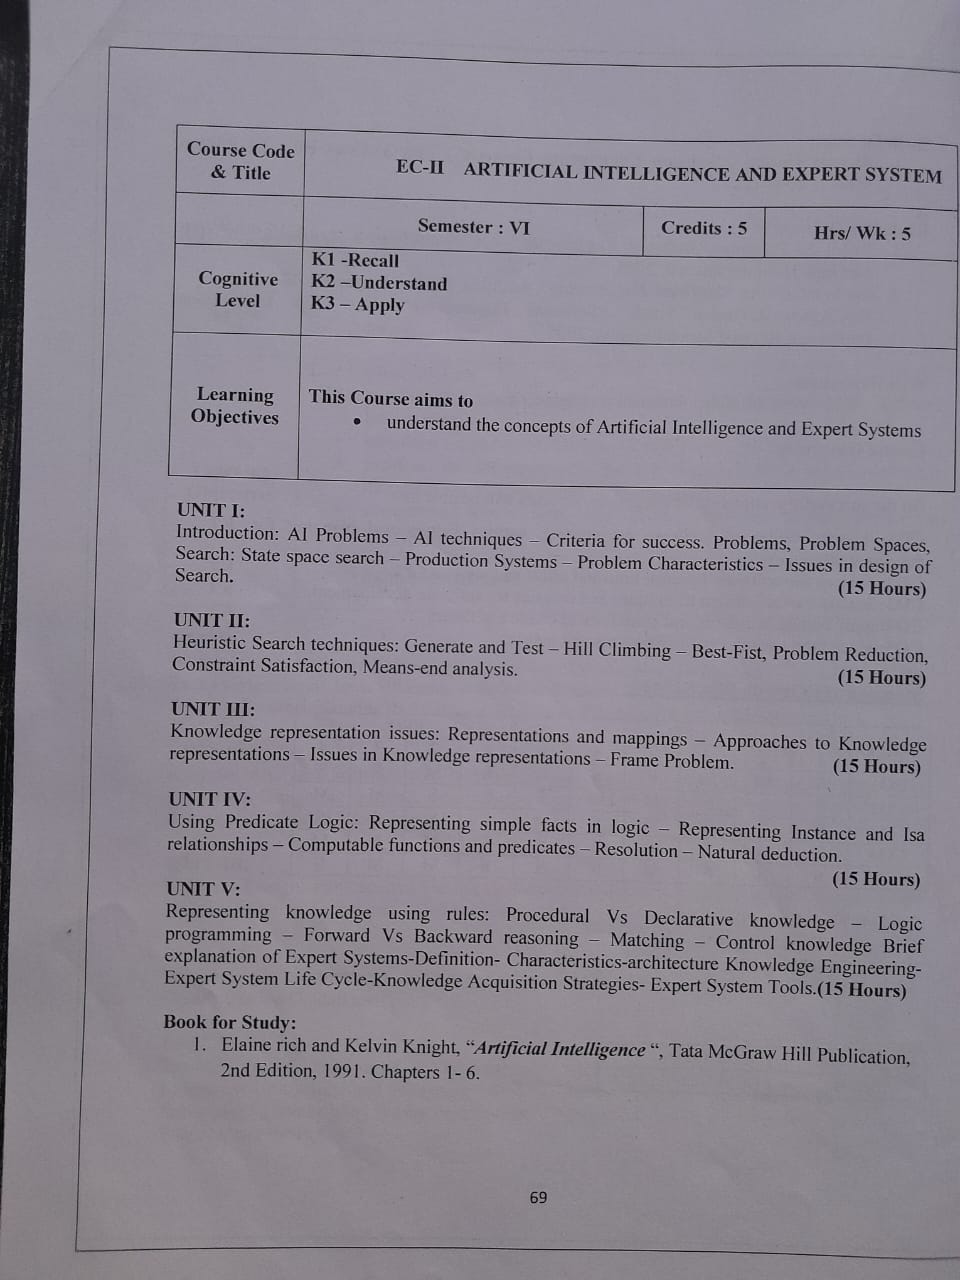 Course Code
& Title
EC-II ARTIFICIAL INTELLIGENCE AND EXPERT SYSTEM
Semester : VI
Credits : 5
Hrs/ Wk : 5
Cognitive
Level
K1 -Recall
K2 –Understand
K3 – Apply
Learning
Objectives
This Course aims to
• understand the concepts of Artificial Intelligence and Expert Systems
UNIT I:
Introduction: AI Problems – AI techniques – Criteria for success. Problems, Problem Spaces,
Search: State space search – Production Systems – Problem Characteristics – Issues in design of
Search. (15 Hours)
UNIT II:
Heuristic Search techniques: Generate and Test – Hill Climbing – Best-Fist, Problem Reduction,
Constraint Satisfaction, Means-end analysis. (15 Hours)
UNIT III:
Knowledge representation issues: Representations and mappings – Approaches to Knowledge
representations – Issues in Knowledge representations – Frame Problem. (15 Hours)
UNIT IV:
Using Predicate Logic: Representing simple facts in logic – Representing Instance and Isa
relationships – Computable functions and predicates – Resolution – Natural deduction.
(15 Hours)
UNIT V:
Representing knowledge using rules: Procedural Vs Declarative knowledge – Logic
programming – Forward Vs Backward reasoning – Matching – Control knowledge Brief
explanation of Expert Systems-Definition- Characteristics-architecture Knowledge Engineering-
Expert System Life Cycle-Knowledge Acquisition Strategies- Expert System Tools.(15 Hours)
Book for Study:
1. Elaine rich and Kelvin Knight, “Artificial Intelligence “, Tata McGraw Hill Publication,
2nd Edition, 1991. Chapters 1- 6.
69